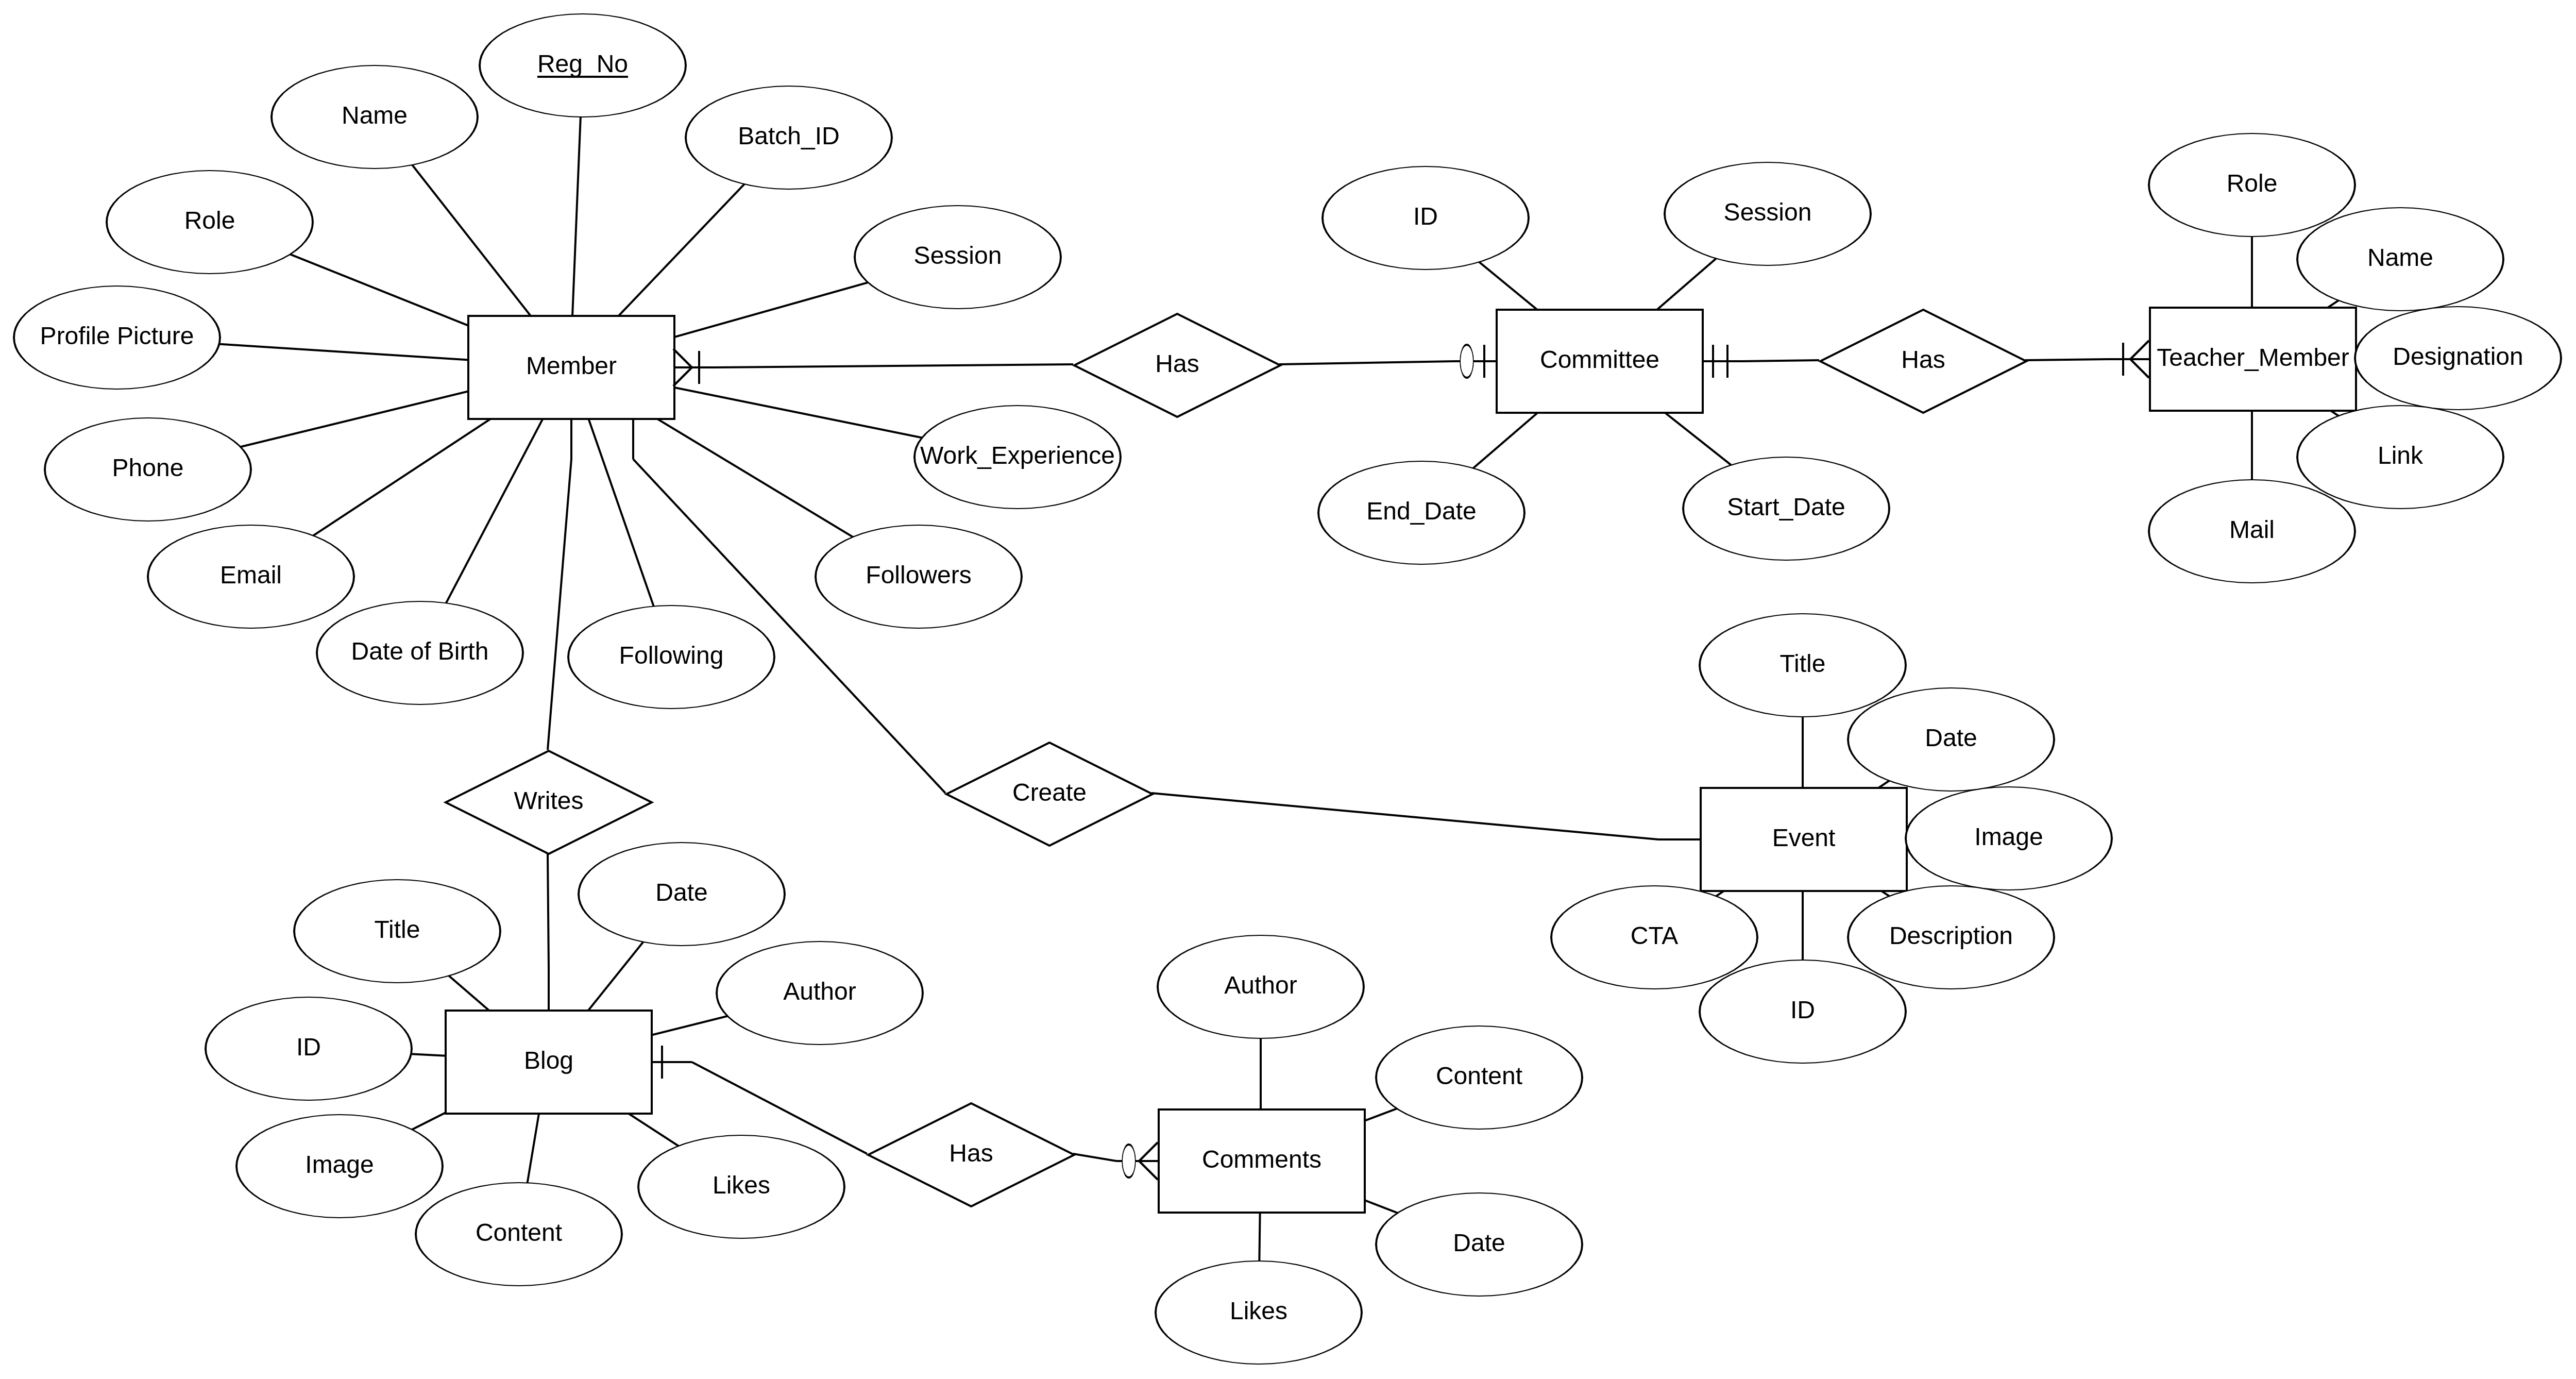 Reg_No
Name
Batch_ID
Role
Session
Profile Picture
Member
Phone
Work_Experience
Email
Followers
Date of Birth
Following
Has
ID
Session
Committee
End_Date
Start_Date
Has
Role
Name
Teacher_Member
Designation
Link
Mail
Writes
Create
Title
Date
Event
Image
CTA
Description
ID
Title
Date
Author
ID
Blog
Image
Likes
Content
Has
Author
Content
Comments
Date
Likes